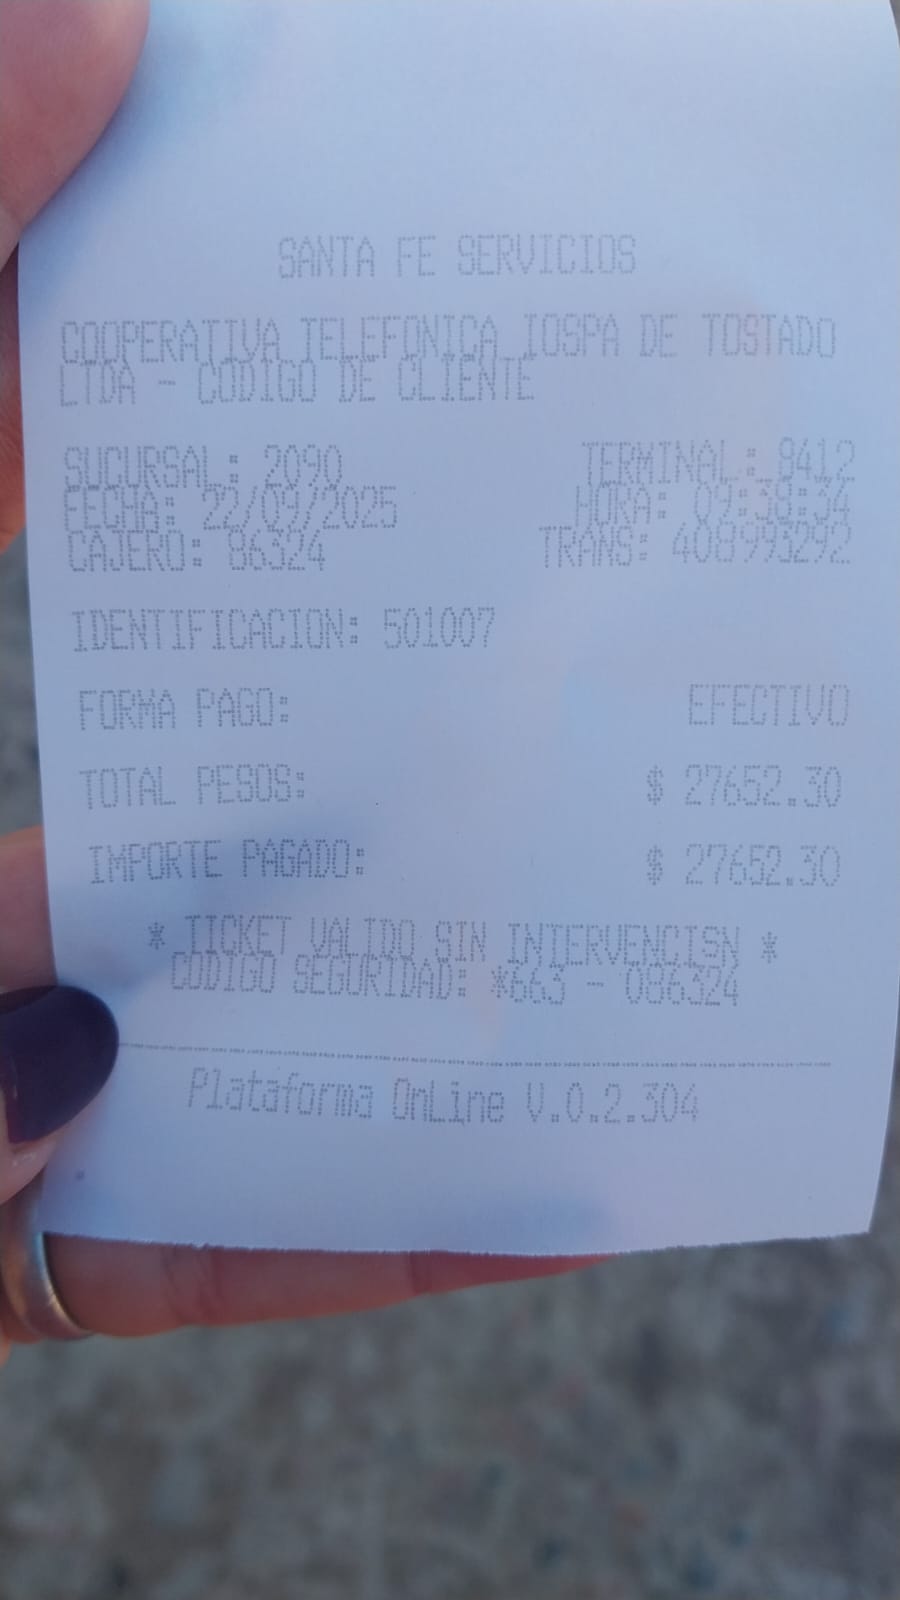 SANTA FE SERVICIOS
COOPERATIVA TELEFONICA IOSPA DE TOSTADO
LTDA - CODIGO DE CLIENTE
SUCURSAL: 2090 TERMINAL: 8412
FECHA: 22/09/2025 HORA: 09:38:34
CAJERO: 86324 TRANS: 408993292
IDENTIFICACION: 501007
FORMA PAGO: EFECTIVO
TOTAL PESOS: $ 27652.30
IMPORTE PAGADO: $ 27652.30
* TICKET VALIDO SIN INTERVENCISN *
CODIGO SEGURIDAD: *663 - 086324
Plataforma OnLine V.0.2.304